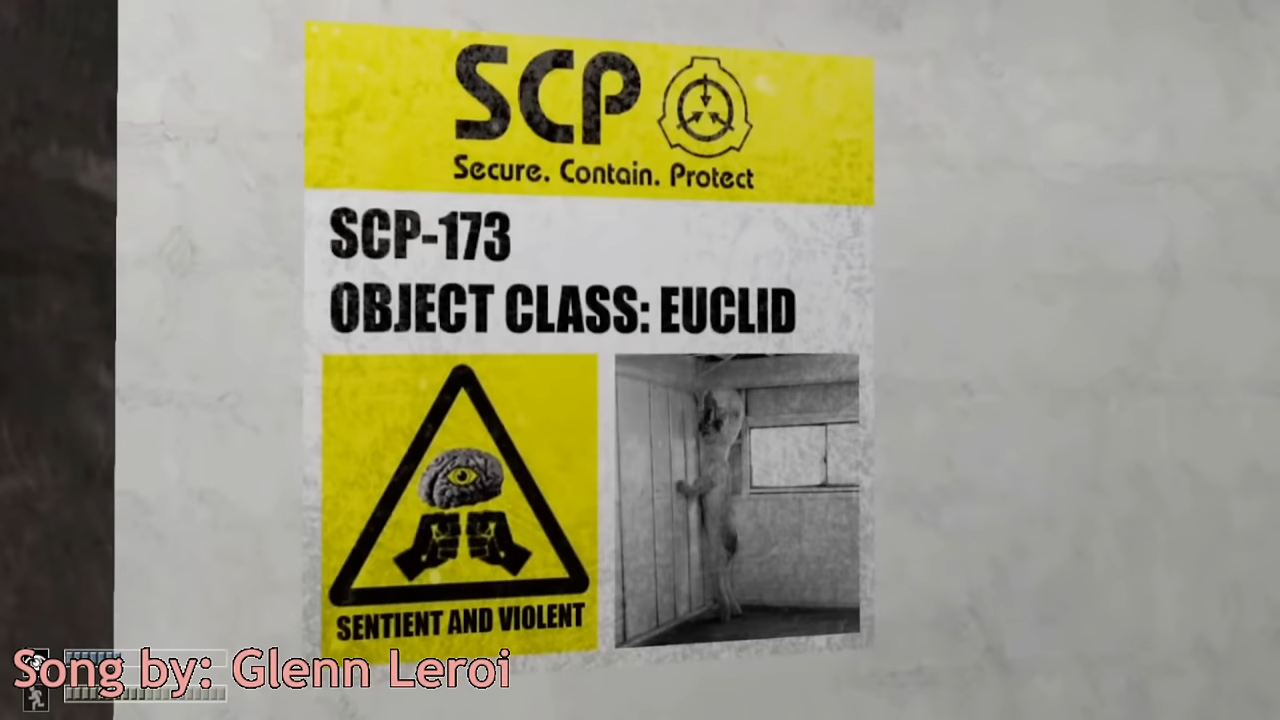 SCP
Secure. Contain. Protect
SCP-173
OBJECT CLASS: EUCLID
SENTIENT AND VIOLENT
Song by: Glenn Leroi